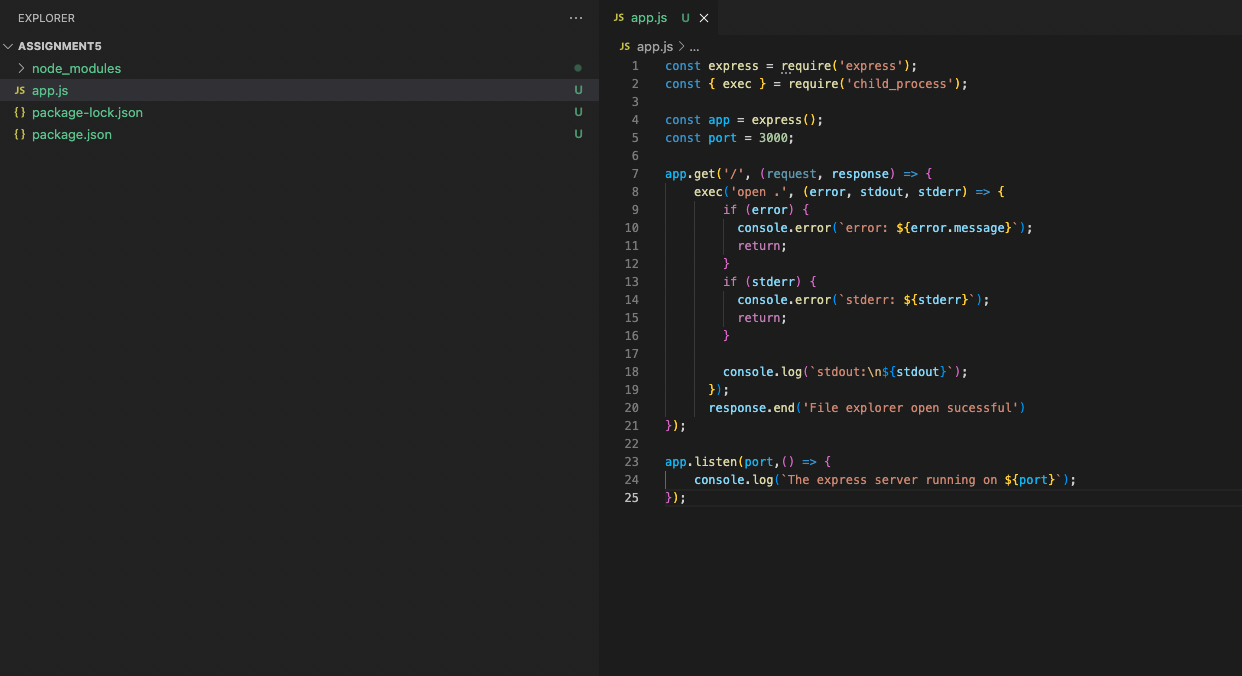 EXPLORER
ASSIGNMENT5
node_modules
JS app.js U
{} package-lock.json U
{} package.json U
JS app.js U
JS app.js > ...
1 const express = require('express');
2 const { exec } = require('child_process');
3
4 const app = express();
5 const port = 3000;
6
7 app.get('/', (request, response) => {
8 exec('open .', (error, stdout, stderr) => {
9 if (error) {
10 console.error(`error: ${error.message}`);
11 return;
12 }
13 if (stderr) {
14 console.error(`stderr: ${stderr}`);
15 return;
16 }
17
18 console.log(`stdout:\n${stdout}`);
19 });
20 response.end('File explorer open sucessful')
21 });
22
23 app.listen(port,() => {
24 console.log(`The express server running on ${port}`);
25 });